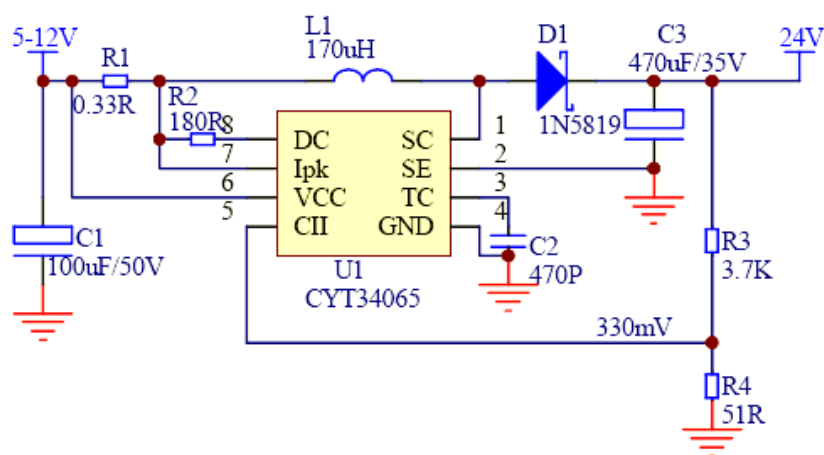 5-12V
R1
0.33R
L1
170uH
D1
1N5819
C3
470uF/35V
24V
R2
180R
8
7
6
5
DC
Ipk
VCC
CII
SC
SE
TC
GND
1
2
3
4
U1
CYT34065
C1
100uF/50V
C2
470P
R3
3.7K
330mV
R4
51R